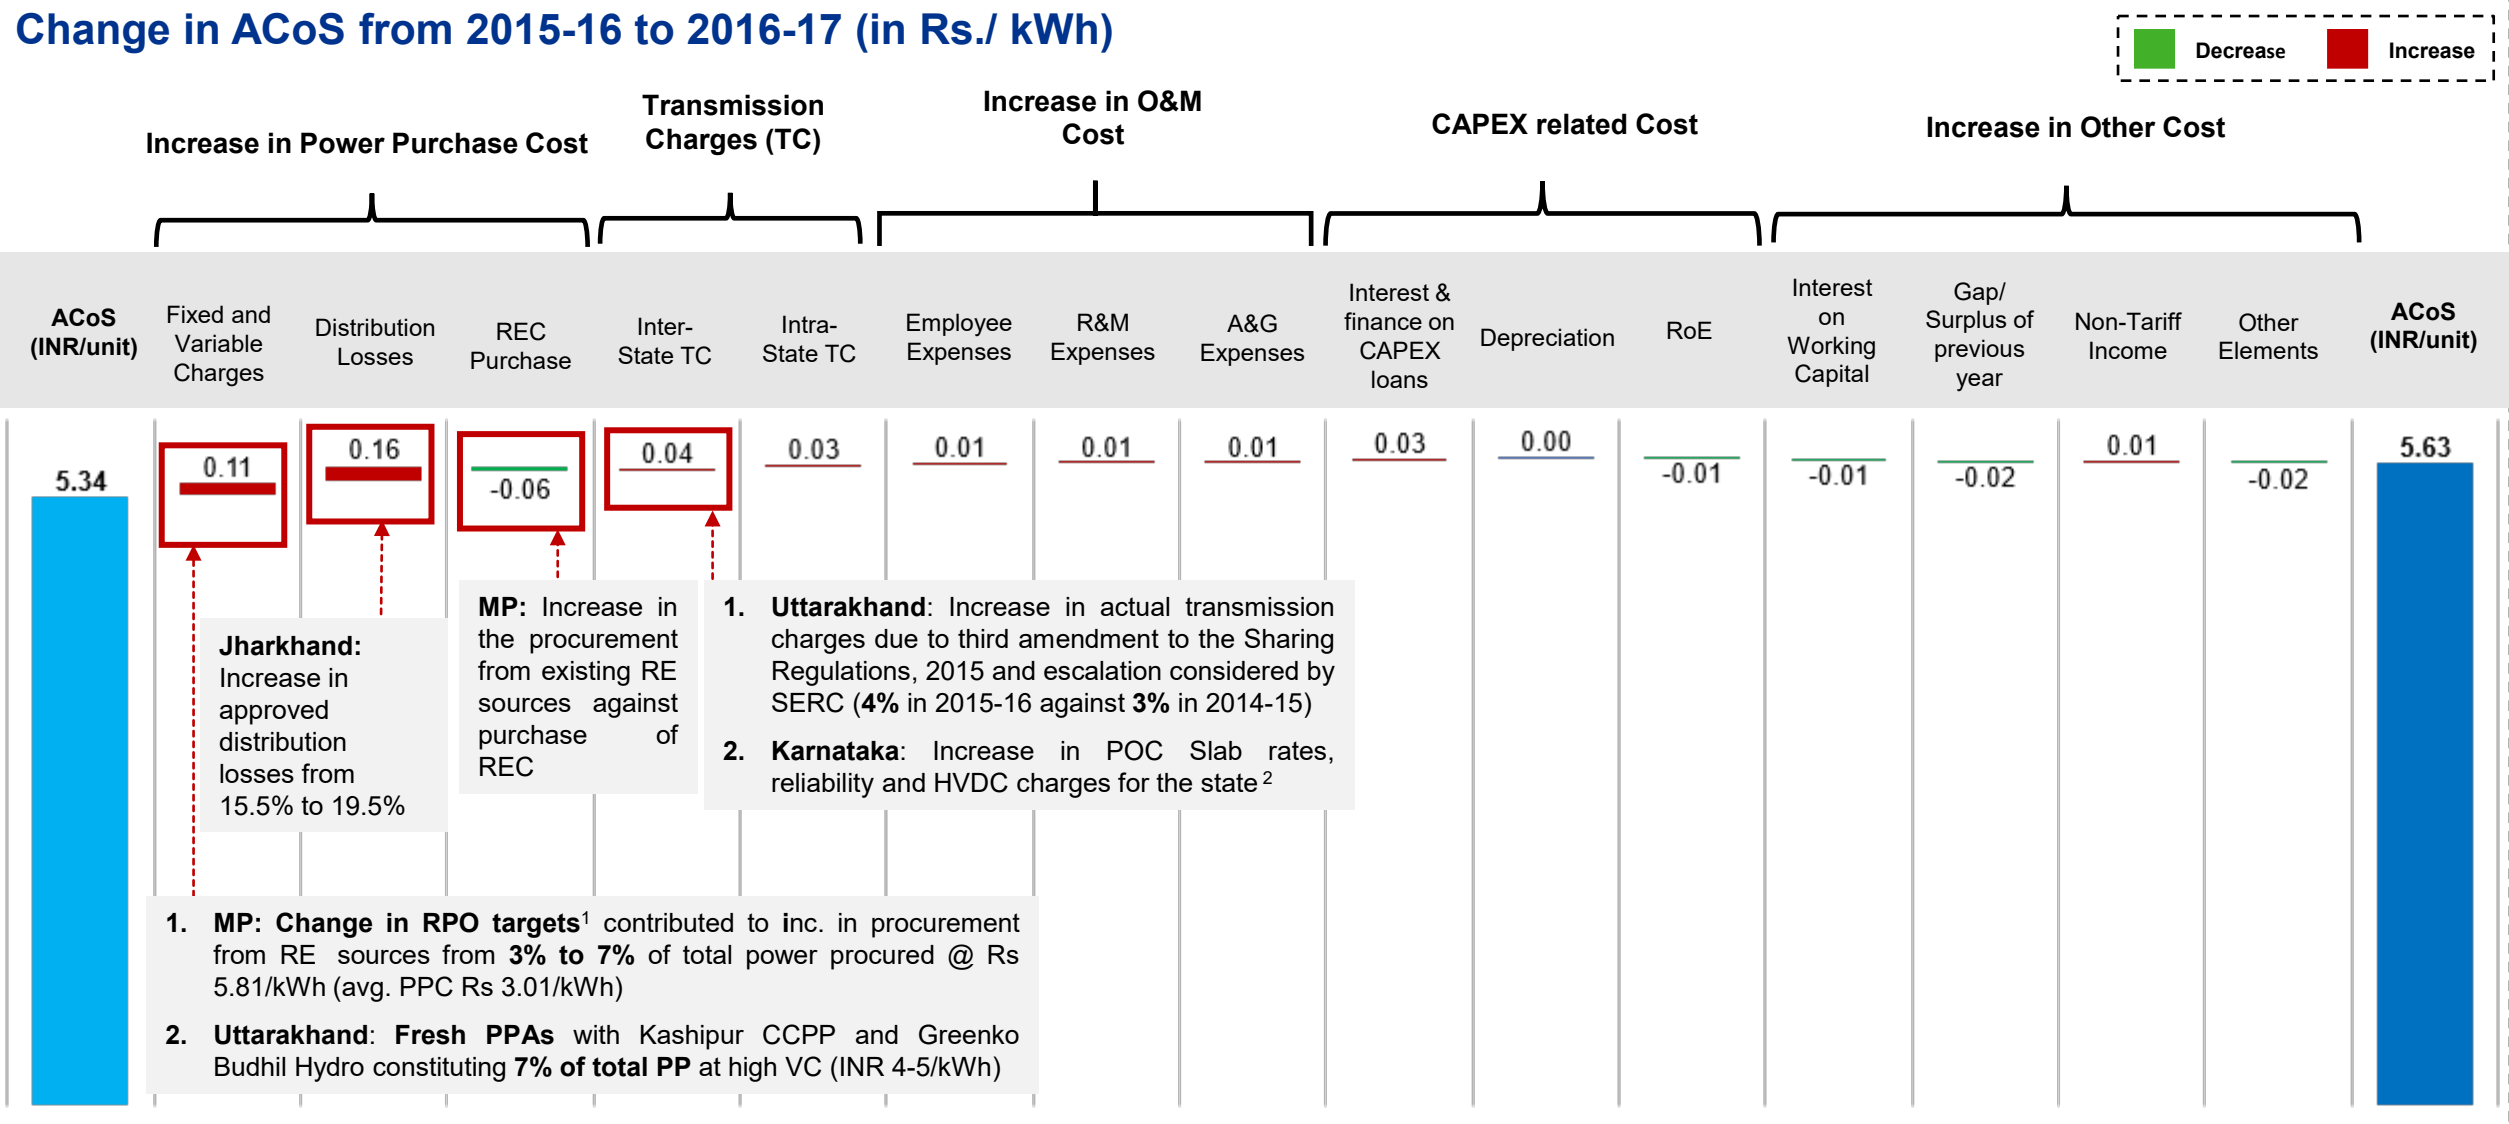 Change in ACoS from 2015-16 to 2016-17 (in Rs./ kWh)
Decrease
Increase
Increase in Power Purchase Cost
Transmission
Charges (TC)
Increase in O&M
Cost
CAPEX related Cost
Increase in Other Cost
ACoS
(INR/unit)
Fixed and
Variable
Charges
Distribution
Losses
REC
Purchase
Inter-
State TC
Intra-
State TC
Employee
Expenses
R&M
Expenses
A&G
Expenses
Interest &
finance on
CAPEX
loans
Depreciation
RoE
Interest
on
Working
Capital
Gap/
Surplus of
previous
year
Non-Tariff
Income
Other
Elements
ACoS
(INR/unit)
5.34
0.11
0.16
-0.06
0.04
0.03
0.01
0.01
0.01
0.03
0.00
-0.01
-0.01
-0.02
0.01
-0.02
5.63
Jharkhand:
Increase in
approved
distribution
losses from
15.5% to 19.5%
MP: Increase in
the procurement
from existing RE
sources against
purchase of
REC
1. Uttarakhand: Increase in actual transmission
charges due to third amendment to the Sharing
Regulations, 2015 and escalation considered by
SERC (4% in 2015-16 against 3% in 2014-15)
2. Karnataka: Increase in POC Slab rates,
reliability and HVDC charges for the state 2
1. MP: Change in RPO targets1 contributed to inc. in procurement
from RE sources from 3% to 7% of total power procured @ Rs
5.81/kWh (avg. PPC Rs 3.01/kWh)
2. Uttarakhand: Fresh PPAs with Kashipur CCPP and Greenko
Budhil Hydro constituting 7% of total PP at high VC (INR 4-5/kWh)